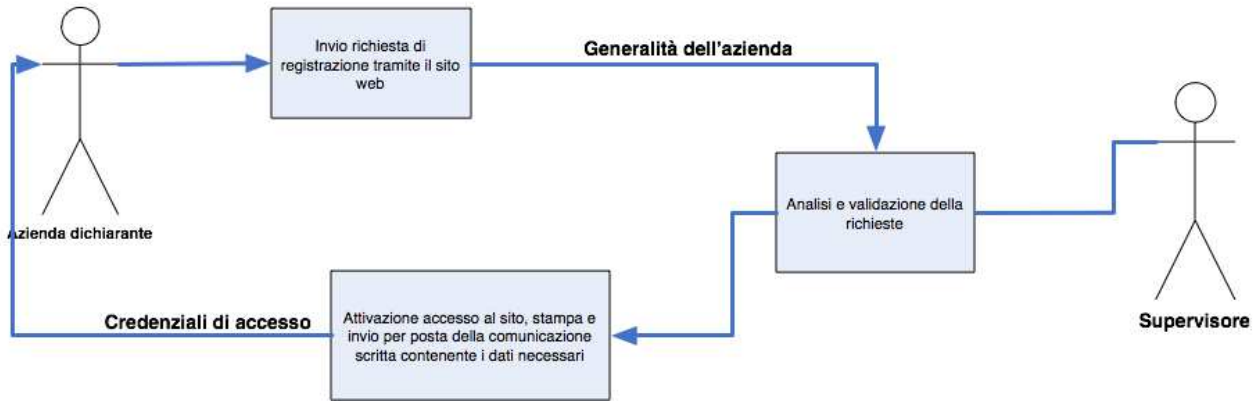 Invio richiesta di
registrazione tramite il sito
web
Generalità dell'azienda
Analisi e validazione della
richieste
Azienda dichiarante
Supervisore
Credenziali di accesso
Attivazione accesso al sito, stampa e
invio per posta della comunicazione
scritta contenente i dati necessari